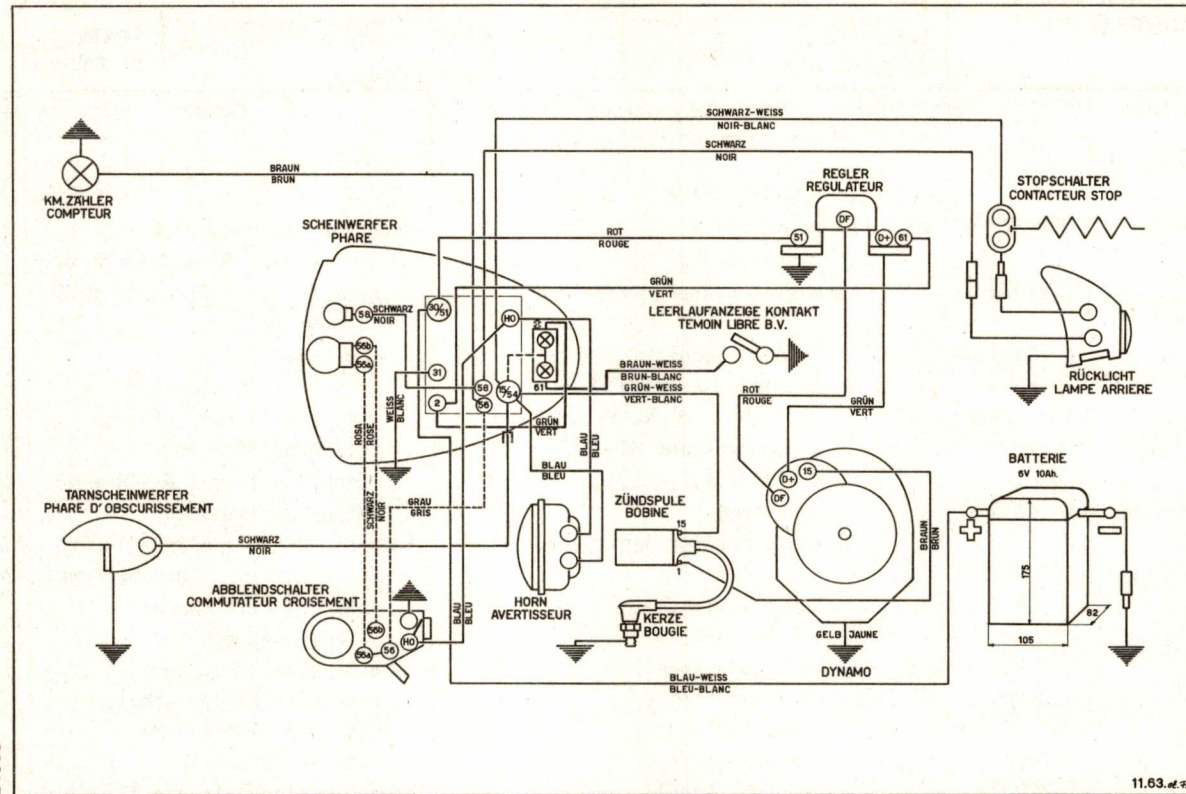 SCHWARZ-WEISS
NOIR-BLANC
SCHWARZ
NOIR
BRAUN
BRUN
KM.ZÄHLER
COMPTEUR
REGLER
REGULATEUR
STOPSCHALTER
CONTACTEUR STOP
SCHEINWERFER
PHARE
DF
51
D+
61
ROT
ROUGE
GRÜN
VERT
LEERLAUFANZEIGE KONTAKT
TEMOIN LIBRE B.V.
58
SCHWARZ
NOIR
30/51
HO
56b
56a
31
58
56
15/54
2
61
BRAUN-WEISS
BRUN-BLANC
GRÜN-WEISS
VERT-BLANC
ROT
ROUGE
GRÜN
VERT
RÜCKLICHT
LAMPE ARRIERE
WEISS
BLANC
ROSA
ROSE
GRÜN
VERT
BLAU
BLEU
BLAU
BLEU
BATTERIE
6V 10Ah.
D+
15
DF
TARNSCHEINWERFER
PHARE D'OBSCURISSEMENT
SCHWARZ
NOIR
SCHWARZ
NOIR
GRAU
GRIS
ZÜNDSPULE
BOBINE
15
1
BRAUN
BRUN
175
82
105
HORN
AVERTISSEUR
ABBLENDSCHALTER
COMMUTATEUR CROISEMENT
BLAU
BLEU
56b
56a
56
HO
KERZE
BOUGIE
GELB JAUNE
DYNAMO
BLAU-WEISS
BLEU-BLANC
11.63.